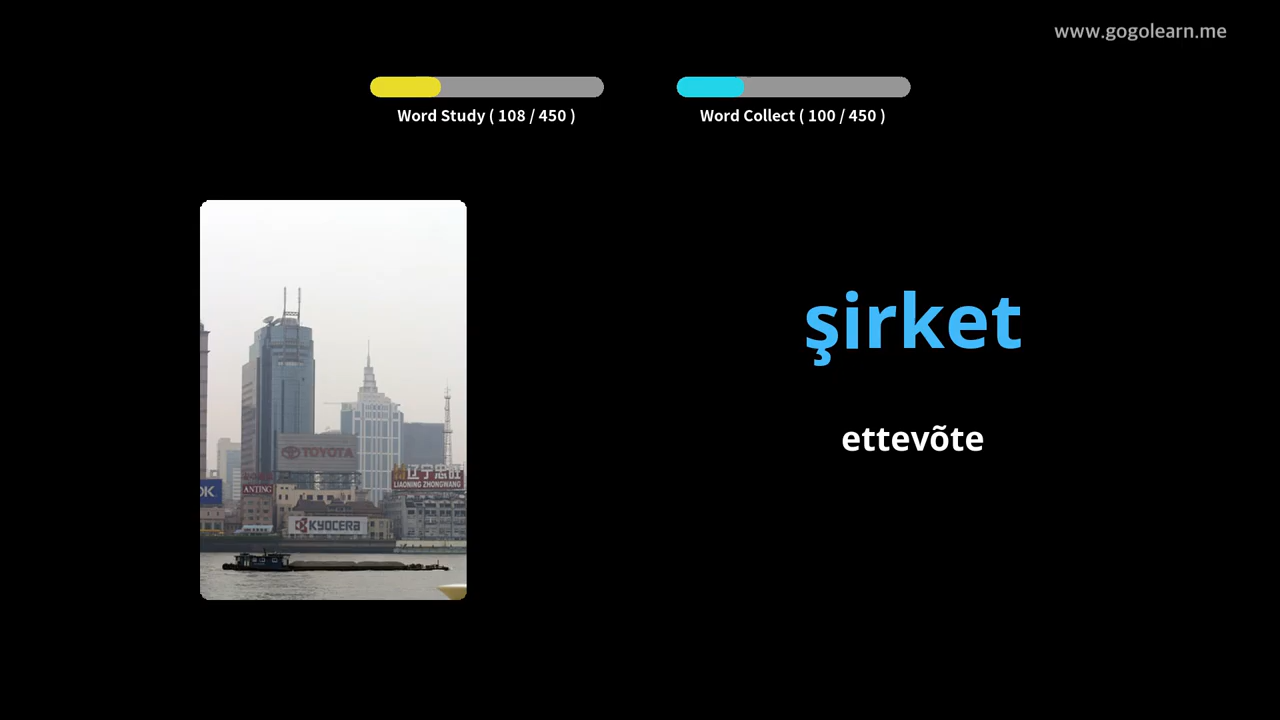 www.gogolearn.me
Word Study ( 108 / 450 )
Word Collect ( 100 / 450 )
şirket
ettevõte
TOYOTA
辽宁忠旺
LIAONING ZHONGWANG
OK
ANTING
KYOCERA